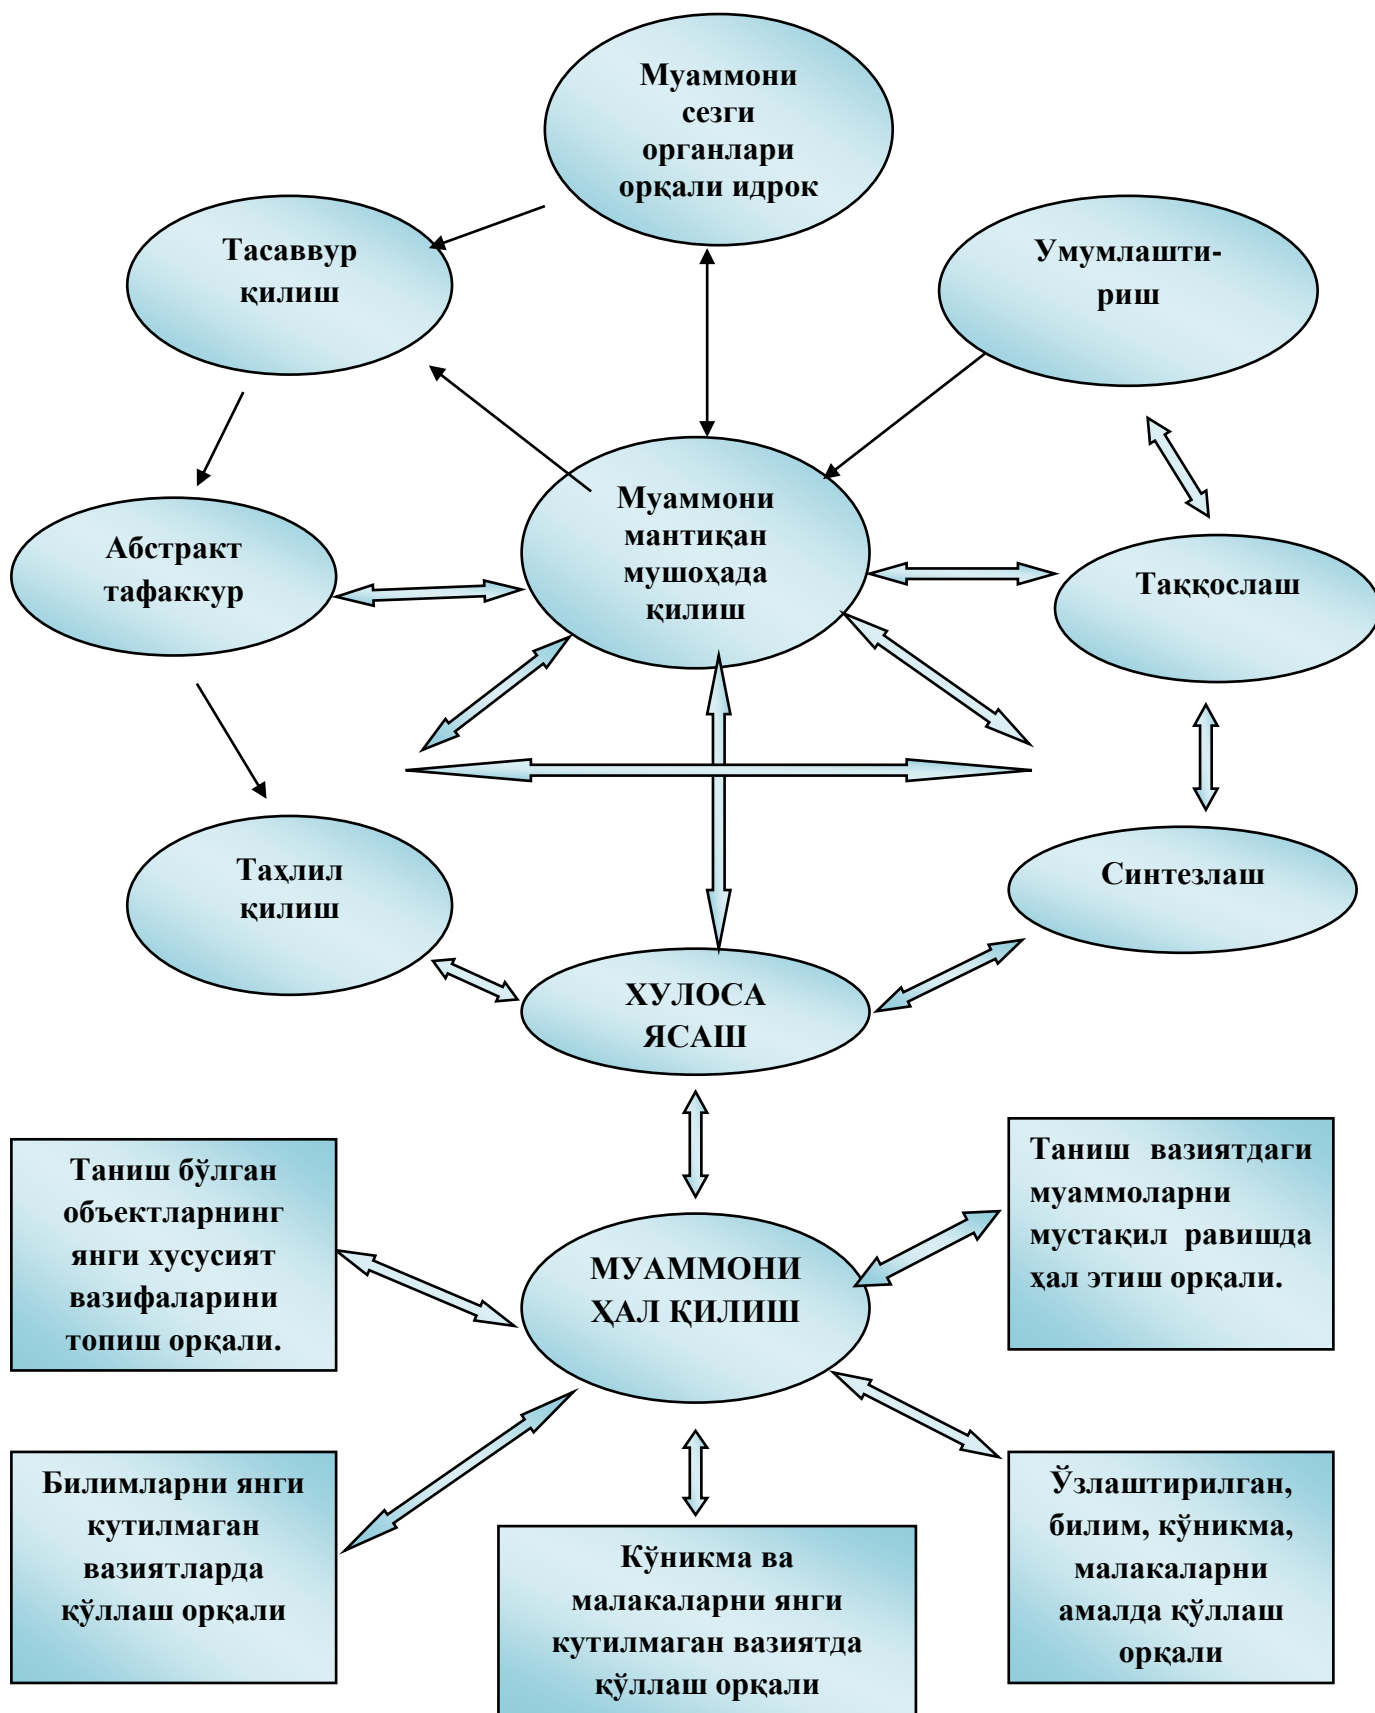 Муаммони
сезги
органлари
орқали идрок
Тасаввур
қилиш
Умумлашти-
риш
Муаммони
мантиқан
мушоҳада
қилиш
Абстракт
тафаккур
Таққослаш
Таҳлил
қилиш
Синтезлаш
ХУЛОСА
ЯСАШ
Таниш бўлган
объектларнинг
янги хусусият
вазифаларини
топиш орқали.
Таниш вазиятдаги
муаммоларни
мустақил равишда
ҳал этиш орқали.
МУАММОНИ
ҲАЛ ҚИЛИШ
Билимларни янги
кутилмаган
вазиятларда
қўллаш орқали
Кўникма ва
малакаларни янги
кутилмаган вазиятда
қўллаш орқали
Ўзлаштирилган,
билим, кўникма,
малакаларни
амалда қўллаш
орқали